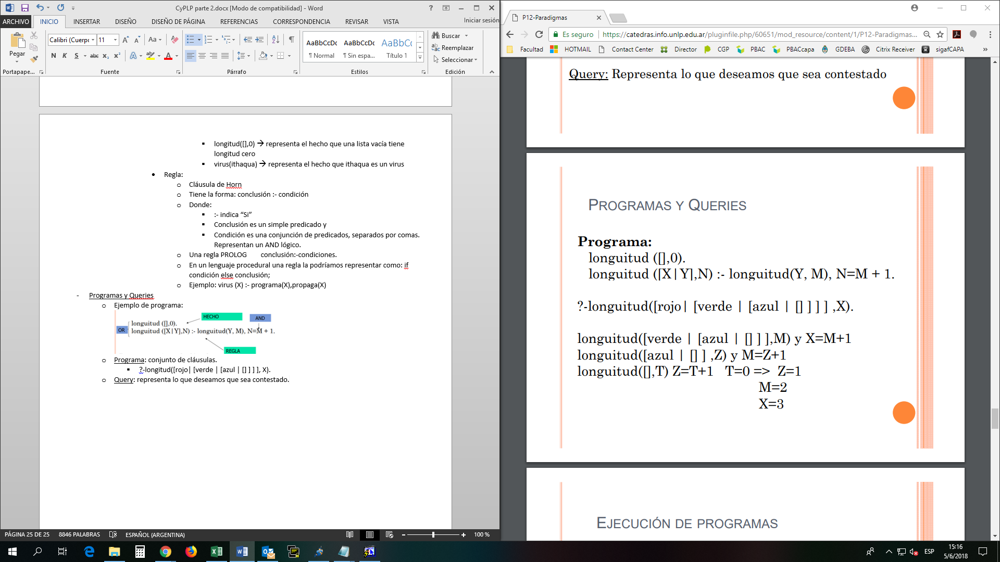 CyPLP parte 2.docx [Modo de compatibilidad] - Word
ARCHIVO INICIO INSERTAR DISEÑO DISEÑO DE PÁGINA REFERENCIAS CORRESPONDENCIA REVISAR VISTA Iniciar sesión
Calibri (Cuerpo 11
Pegar
N K S abc x₂ x²
AaBbCcDc AaBbCcDc AaBbCc
¶ Normal ¶ Sin espa... Título 1
Buscar
Reemplazar
Seleccionar
Portapape... Fuente Párrafo Estilos Edición
▪ longitud([],0) → representa el hecho que una lista vacía tiene
longitud cero
▪ virus(ithaqua) → representa el hecho que ithaqua es un virus
• Regla:
o Cláusula de Horn
o Tiene la forma: conclusión :- condición
o Donde:
▪ :- indica “Si”
▪ Conclusión es un simple predicado y
▪ Condición es una conjunción de predicados, separados por comas.
Representan un AND lógico.
o Una regla PROLOG conclusión:-condiciones.
o En un lenguaje procedural una regla la podríamos representar como: if
condición else conclusión;
o Ejemplo: virus (X) :- programa(X),propaga(X)
- Programas y Queries
o Ejemplo de programa:
HECHO AND
OR longuitud ([],0).
longuitud ([X|Y],N) :- longuitud(Y, M), N=M + 1.
REGLA
o Programa: conjunto de cláusulas.
▪ ?-longitud([rojo| [verde | [azul | [] ] ] ], X).
o Query: representa lo que deseamos que sea contestado.
PÁGINA 25 DE 25 8846 PALABRAS ESPAÑOL (ARGENTINA) 100 %
P12-Paradigmas
Es seguro https://catedras.info.unlp.edu.ar/pluginfile.php/60651/mod_resource/content/1/P12-Paradigmas...
Facultad HOTMAIL Contact Center Director CGP PBAC PBACcapa GDEBA Citrix Receiver sigafCAPA »
Query: Representa lo que deseamos que sea contestado
PROGRAMAS Y QUERIES
Programa:
longuitud ([],0).
longuitud ([X|Y],N) :- longuitud(Y, M), N=M + 1.
?-longuitud([rojo| [verde | [azul | [] ] ] ] ,X).
longuitud([verde | [azul | [] ] ],M) y X=M+1
longuitud([azul | [] ] ,Z) y M=Z+1
longuitud([],T) Z=T+1 T=0 => Z=1
M=2
X=3
EJECUCIÓN DE PROGRAMAS
ESP
15:16
5/6/2018